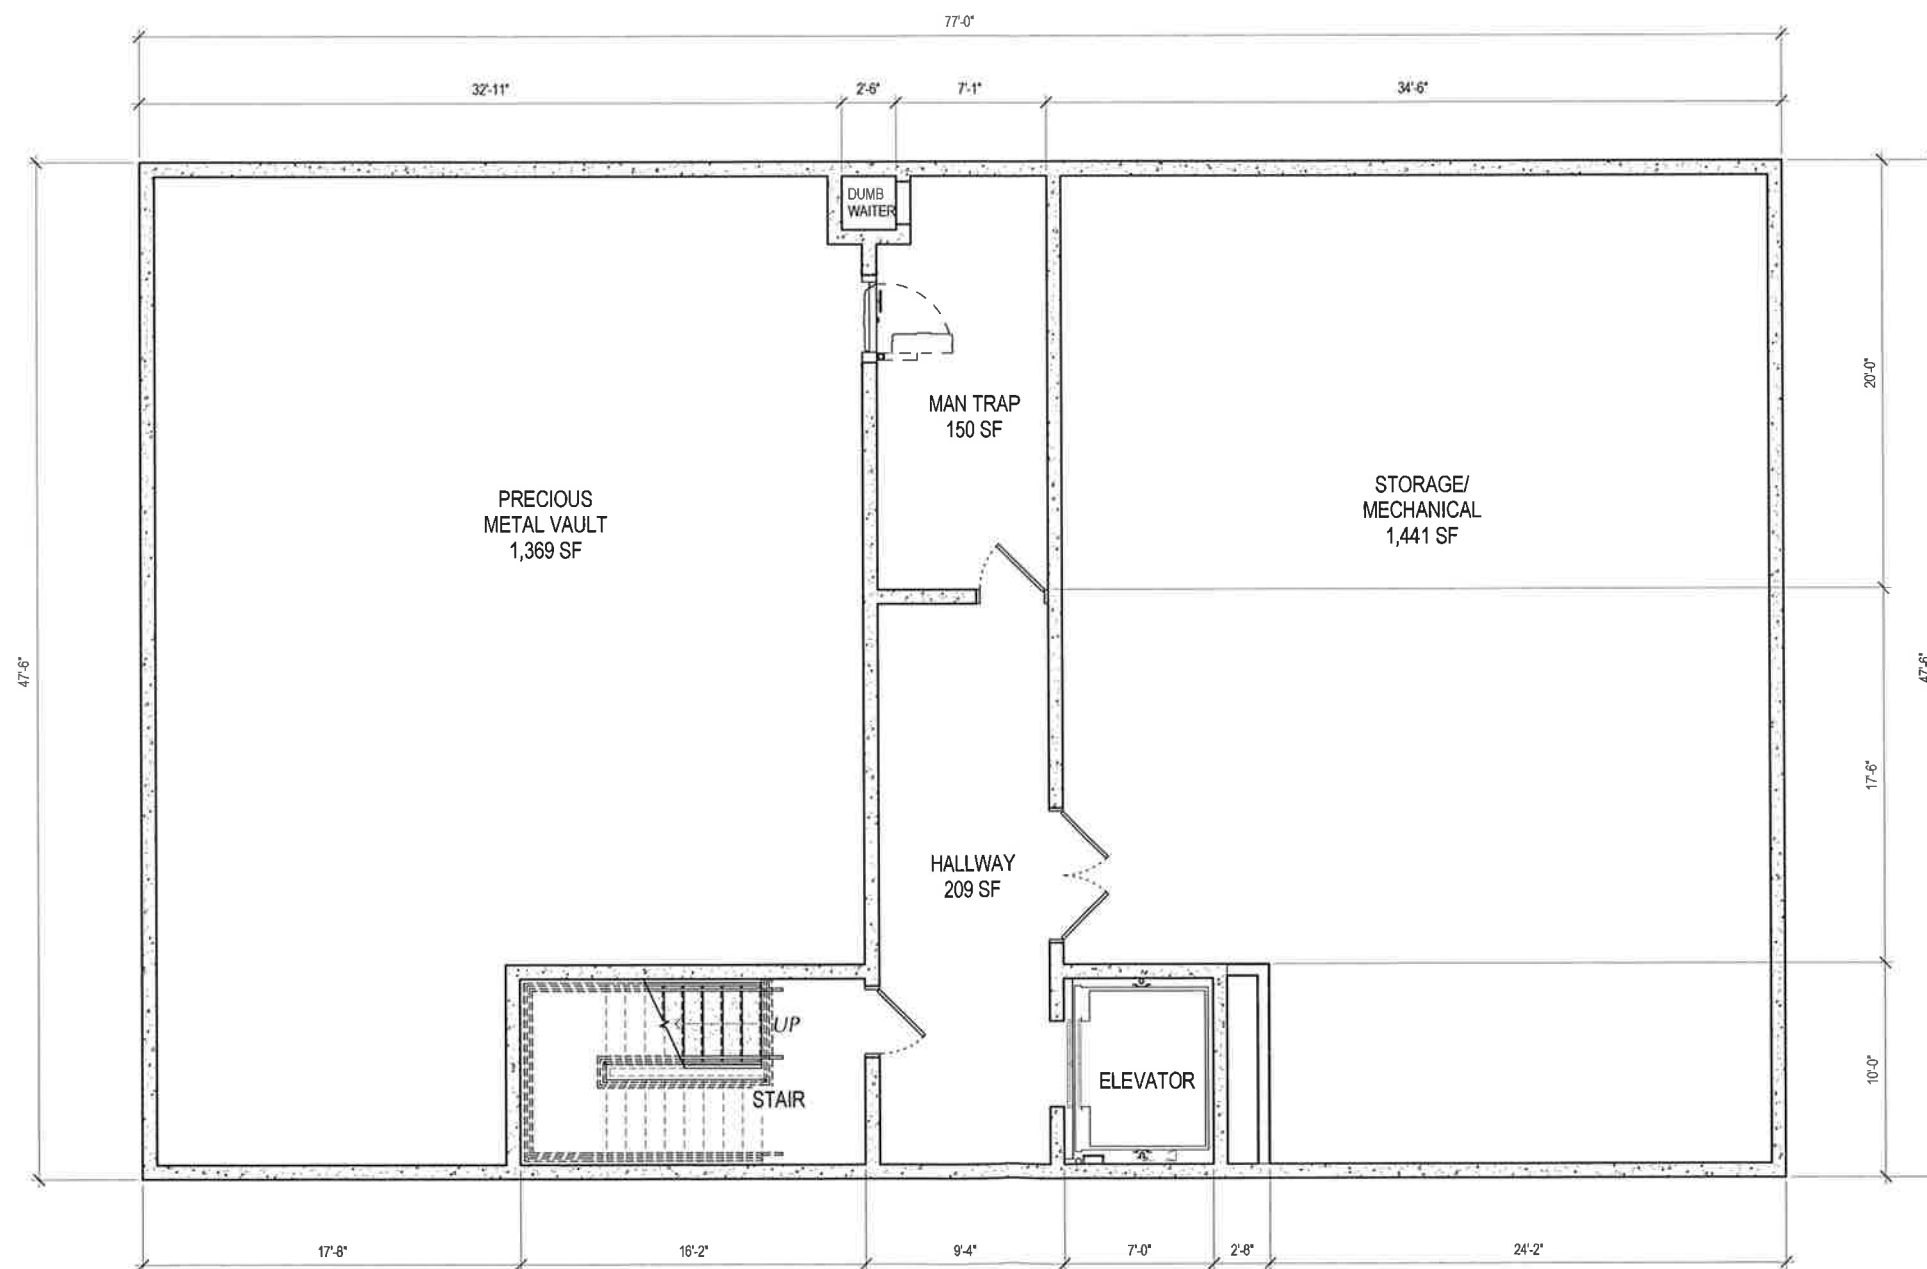 77'-0"
32'-11"
2'-6"
7'-1"
34'-6"
DUMB
WAITER
20'-0"
MAN TRAP
150 SF
PRECIOUS
METAL VAULT
1,369 SF
STORAGE/
MECHANICAL
1,441 SF
47'-6"
47'-6"
17'-6"
HALLWAY
209 SF
UP
STAIR
ELEVATOR
10'-0"
17'-8"
16'-2"
9'-4"
7'-0"
2'-8"
24'-2"